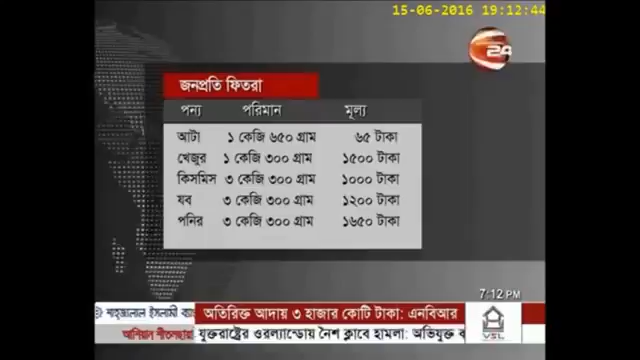 15-06-2016 19:12:44
24
জনপ্রতি ফিতরা
পন্য পরিমান মূল্য
আটা ১ কেজি ৬৫০ গ্রাম ৬৫ টাকা
খেজুর ১ কেজি ৩০০ গ্রাম ১৫০০ টাকা
কিসমিস ৩ কেজি ৩০০ গ্রাম ১০০০ টাকা
যব ৩ কেজি ৩০০ গ্রাম ১২০০ টাকা
পনির ৩ কেজি ৩০০ গ্রাম ১৬৫০ টাকা
7:12 PM
শাহ্জালাল ইসলামী অতিরিক্ত আদায় ৩ হাজার কোটি টাকা: এনবিআর
যুক্তরাষ্ট্রের ওরল্যান্ডোয় নৈশ ক্লাবে হামলা: অভিযুক্ত
VSL